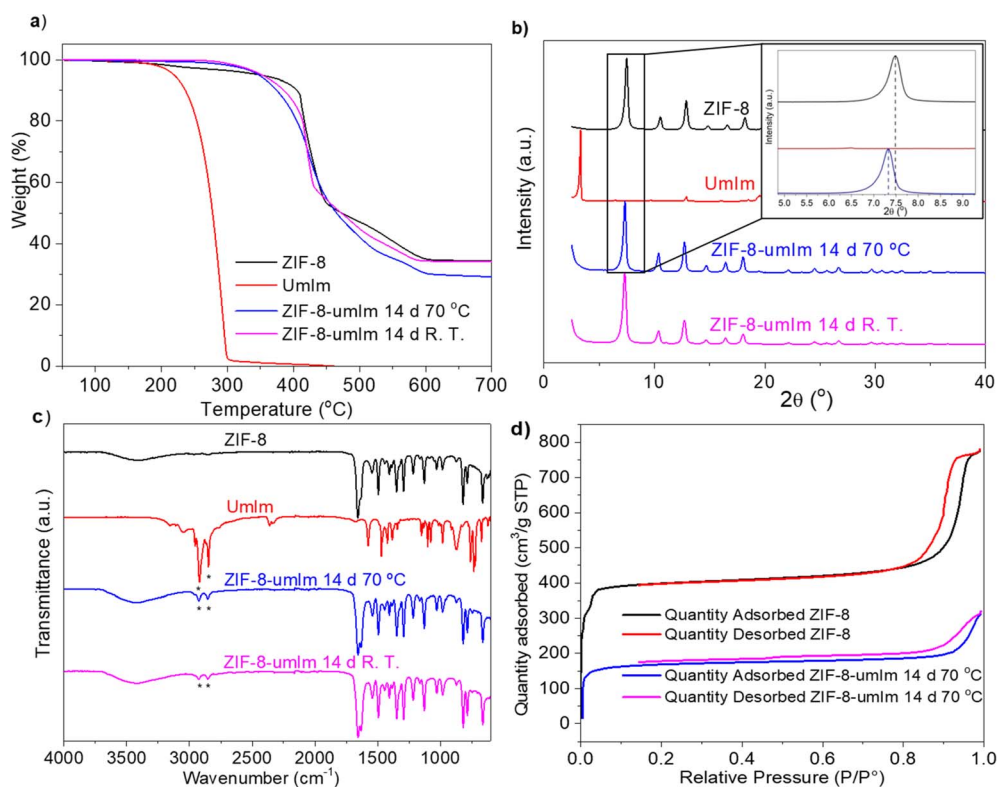 a)
Weight (%)
100
80
60
40
20
0
ZIF-8
UmIm
ZIF-8-umIm 14 d 70 °C
ZIF-8-umIm 14 d R. T.
100 200 300 400 500 600 700
Temperature (°C)
b)
Intensity (a.u.)
ZIF-8
UmIm
ZIF-8-umIm 14 d 70 ºC
ZIF-8-umIm 14 d R. T.
Intensity (a.u.)
5.0 5.5 6.0 6.5 7.0 7.5 8.0 8.5 9.0
2θ (°)
0 10 20 30 40
2θ (°)
c)
Transmittance (a.u.)
ZIF-8
UmIm
* *
ZIF-8-umIm 14 d 70 ºC
* *
ZIF-8-umIm 14 d R. T.
* *
4000 3500 3000 2500 2000 1500 1000
Wavenumber (cm-1)
d)
Quantity adsorbed (cm3/g STP)
800
700
600
500
400
300
200
100
0
Quantity Adsorbed ZIF-8
Quantity Desorbed ZIF-8
Quantity Adsorbed ZIF-8-umIm 14 d 70 ºC
Quantity Desorbed ZIF-8-umIm 14 d 70 ºC
0.0 0.2 0.4 0.6 0.8 1.0
Relative Pressure (P/P°)